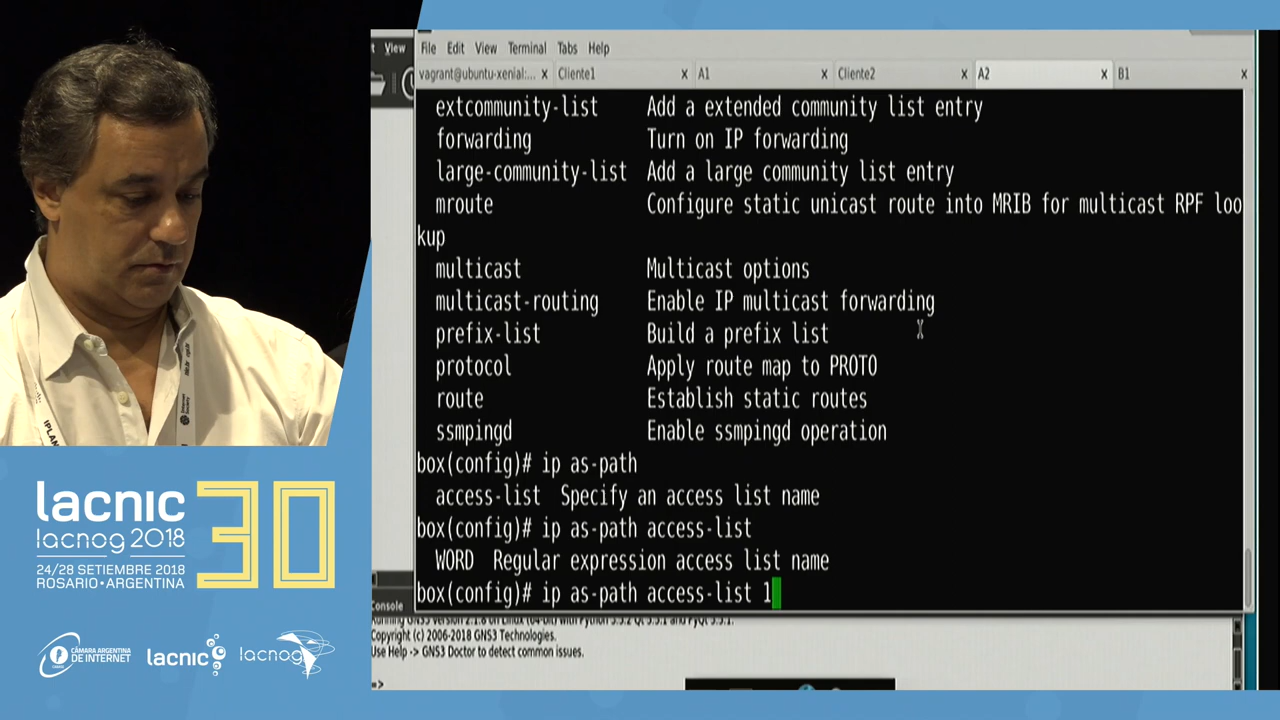 View
File Edit View Terminal Tabs Help
vagrant@ubuntu-xenial:... × Cliente1 × A1 × Cliente2 × A2 × B1 ×
extcommunity-list Add a extended community list entry
forwarding Turn on IP forwarding
large-community-list Add a large community list entry
mroute Configure static unicast route into MRIB for multicast RPF loo
kup
multicast Multicast options
multicast-routing Enable IP multicast forwarding
prefix-list Build a prefix list
protocol Apply route map to PROTO
route Establish static routes
ssmpingd Enable ssmpingd operation
box(config)# ip as-path
access-list Specify an access list name
box(config)# ip as-path access-list
WORD Regular expression access list name
box(config)# ip as-path access-list 1
Console
Copyright (c) 2006-2018 GNS3 Technologies.
Use Help -> GNS3 Doctor to detect common issues.
=>
IPLAN
lacnic 30
lacnog 2018
24/28 SETIEMBRE 2018
ROSARIO•ARGENTINA
CÁMARA ARGENTINA
DE INTERNET
lacnic
lacnog